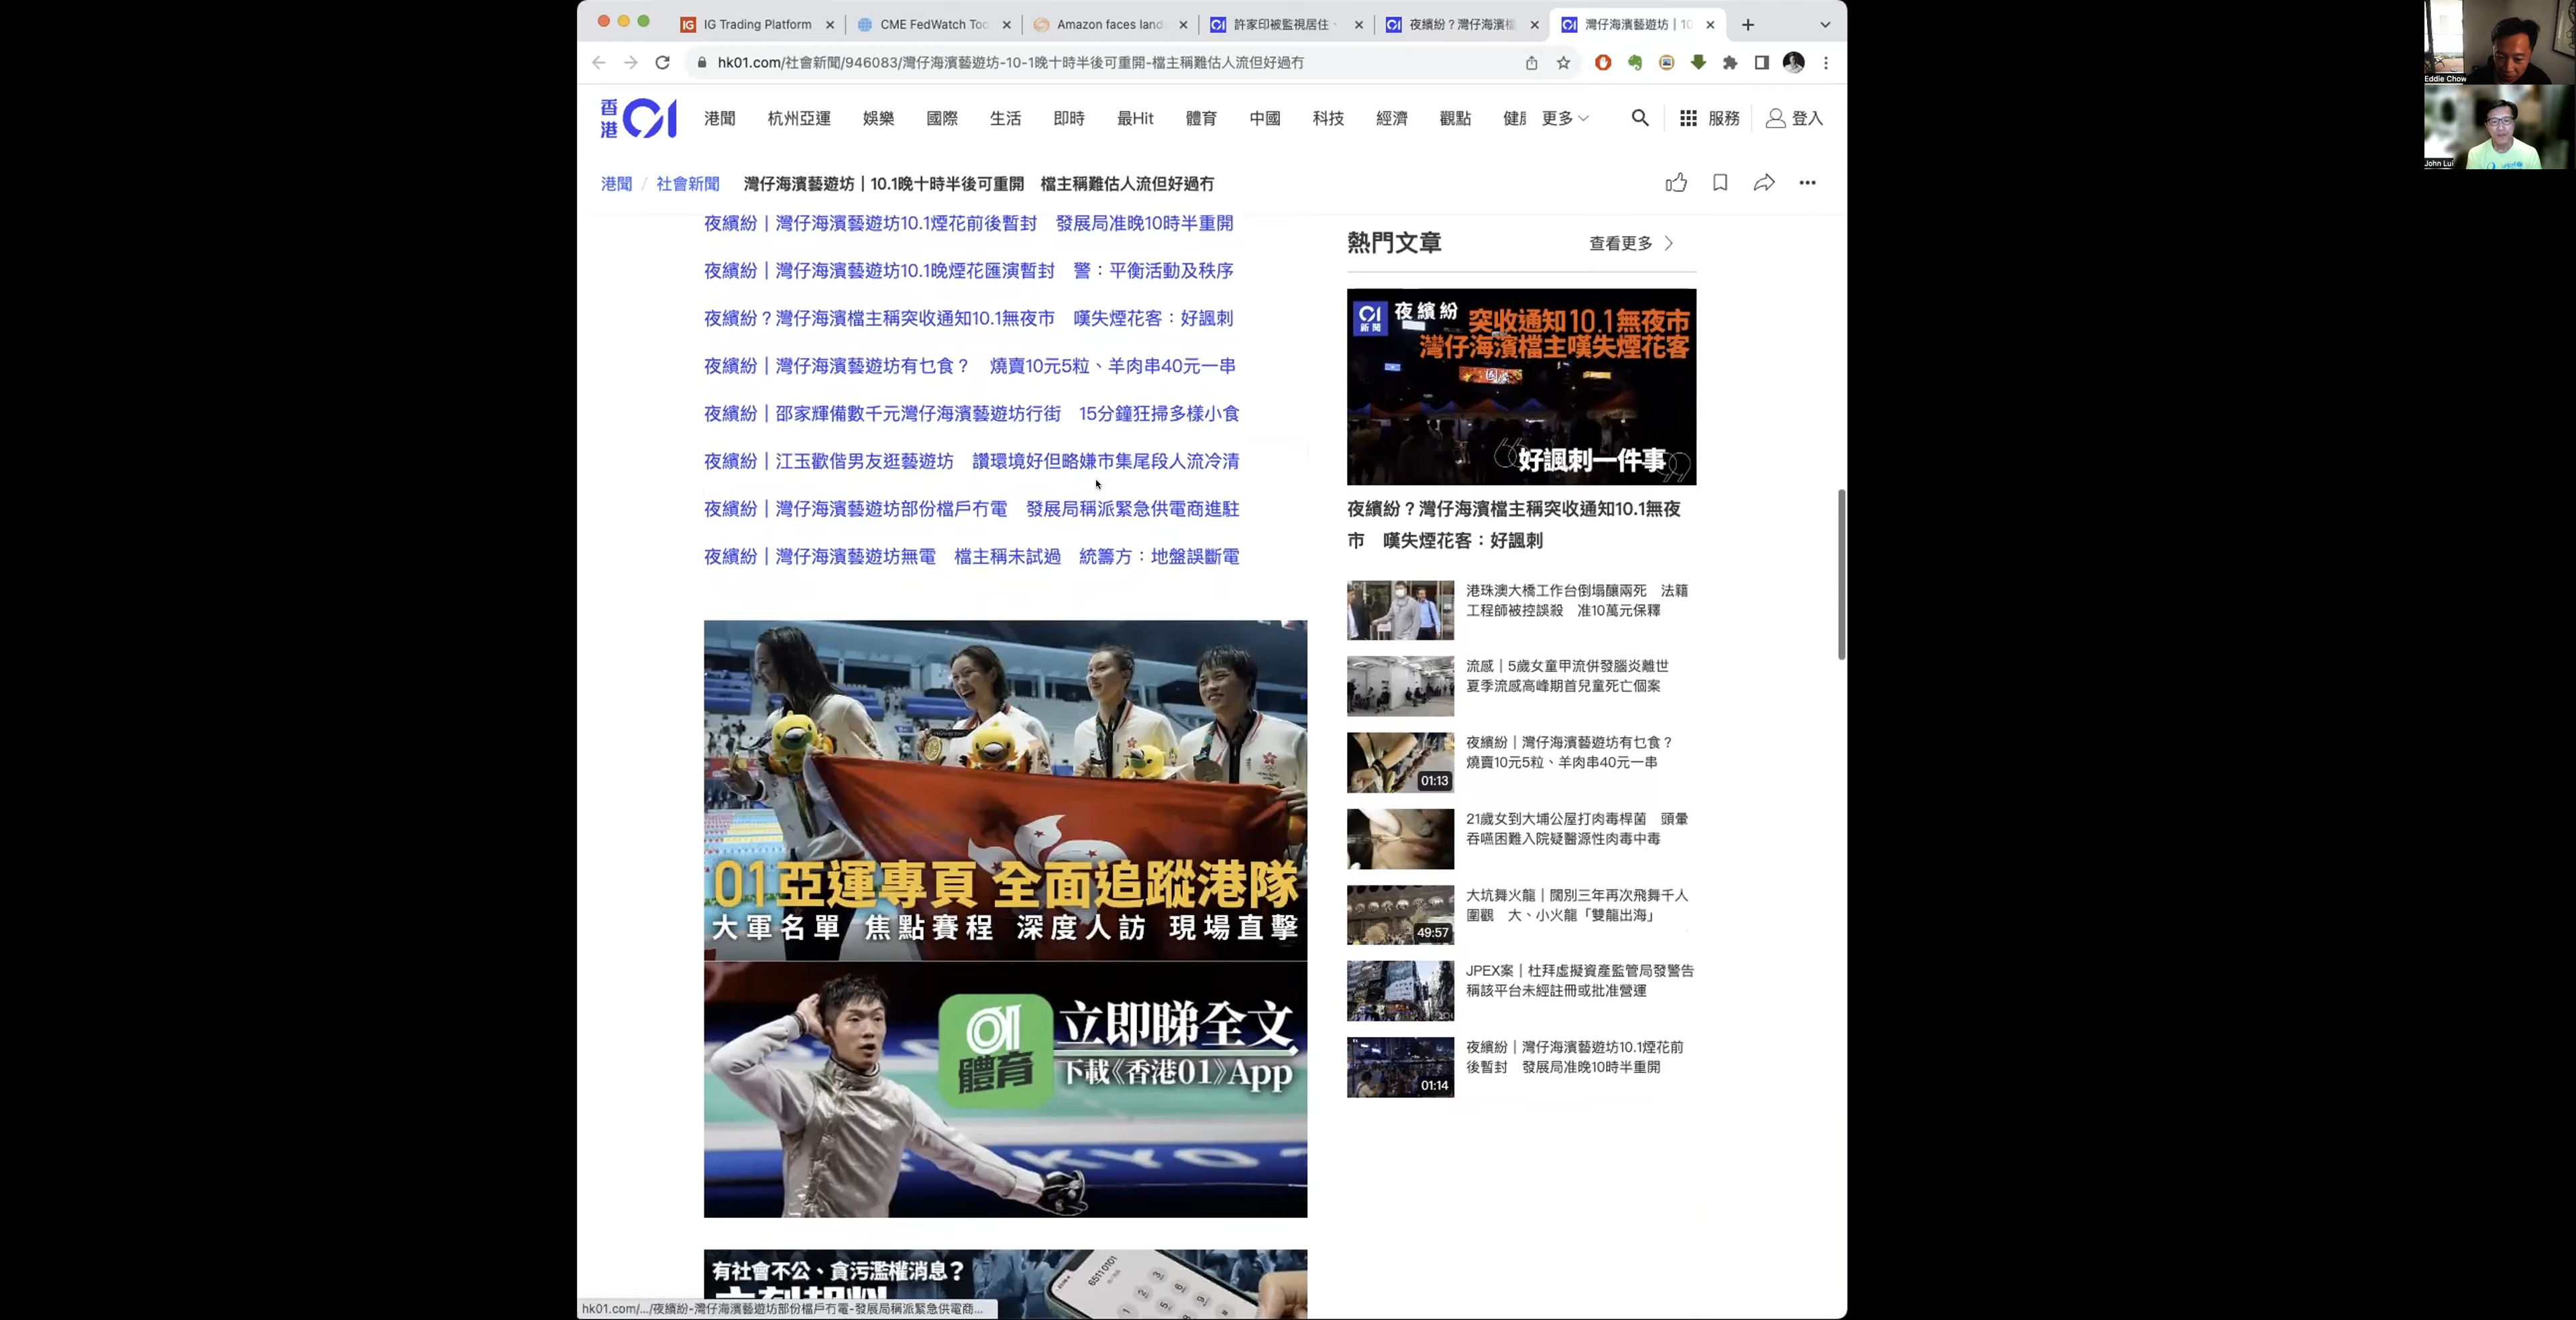 IG Trading Platform
CME FedWatch Too
Amazon faces land
許家印被監視居住、
夜繽紛？灣仔海濱檔
灣仔海濱藝遊坊｜10
hk01.com/社會新聞/946083/灣仔海濱藝遊坊-10-1晚十時半後可重開-檔主稱難估人流但好過冇
Eddie Chow
John Lui
香港01
港聞 杭州亞運 娛樂 國際 生活 即時 最Hit 體育 中國 科技 經濟 觀點 更多 服務 登入
港聞 / 社會新聞 灣仔海濱藝遊坊｜10.1晚十時半後可重開　檔主稱難估人流但好過冇
夜繽紛｜灣仔海濱藝遊坊10.1煙花前後暫封　發展局准晚10時半重開
夜繽紛｜灣仔海濱藝遊坊10.1晚煙花匯演暫封　警：平衡活動及秩序
夜繽紛？灣仔海濱檔主稱突收通知10.1無夜市　嘆失煙花客：好諷刺
夜繽紛｜灣仔海濱藝遊坊有乜食？　燒賣10元5粒、羊肉串40元一串
夜繽紛｜邵家輝備數千元灣仔海濱藝遊坊行街　15分鐘狂掃多樣小食
夜繽紛｜江玉歡偕男友逛藝遊坊　讚環境好但略嫌市集尾段人流冷清
夜繽紛｜灣仔海濱藝遊坊部份檔戶冇電　發展局稱派緊急供電商進駐
夜繽紛｜灣仔海濱藝遊坊無電　檔主稱未試過　統籌方：地盤誤斷電
01亞運專頁 全面追蹤港隊
大軍名單 焦點賽程 深度人訪 現場直擊
01
體育
立即睇全文
下載《香港01》App
有社會不公、貪污濫權消息？
65110101
hk01.com/.../夜繽紛-灣仔海濱藝遊坊部份檔戶冇電-發展局稱派緊急供電商...
熱門文章 查看更多
01
新聞
夜繽紛
突收通知10.1無夜市
灣仔海濱檔主嘆失煙花客
好諷刺一件事
夜繽紛？灣仔海濱檔主稱突收通知10.1無夜
市　嘆失煙花客：好諷刺
港珠澳大橋工作台倒塌釀兩死　法籍
工程師被控誤殺　准10萬元保釋
流感｜5歲女童甲流併發腦炎離世
夏季流感高峰期首兒童死亡個案
夜繽紛｜灣仔海濱藝遊坊有乜食？
燒賣10元5粒、羊肉串40元一串
01:13
21歲女到大埔公屋打肉毒桿菌　頭暈
吞嚥困難入院疑醫源性肉毒中毒
大坑舞火龍｜闊別三年再次飛舞千人
圍觀　大、小火龍「雙龍出海」
49:57
JPEX案｜杜拜虛擬資產監管局發警告
稱該平台未經註冊或批准營運
夜繽紛｜灣仔海濱藝遊坊10.1煙花前
後暫封　發展局准晚10時半重開
01:14